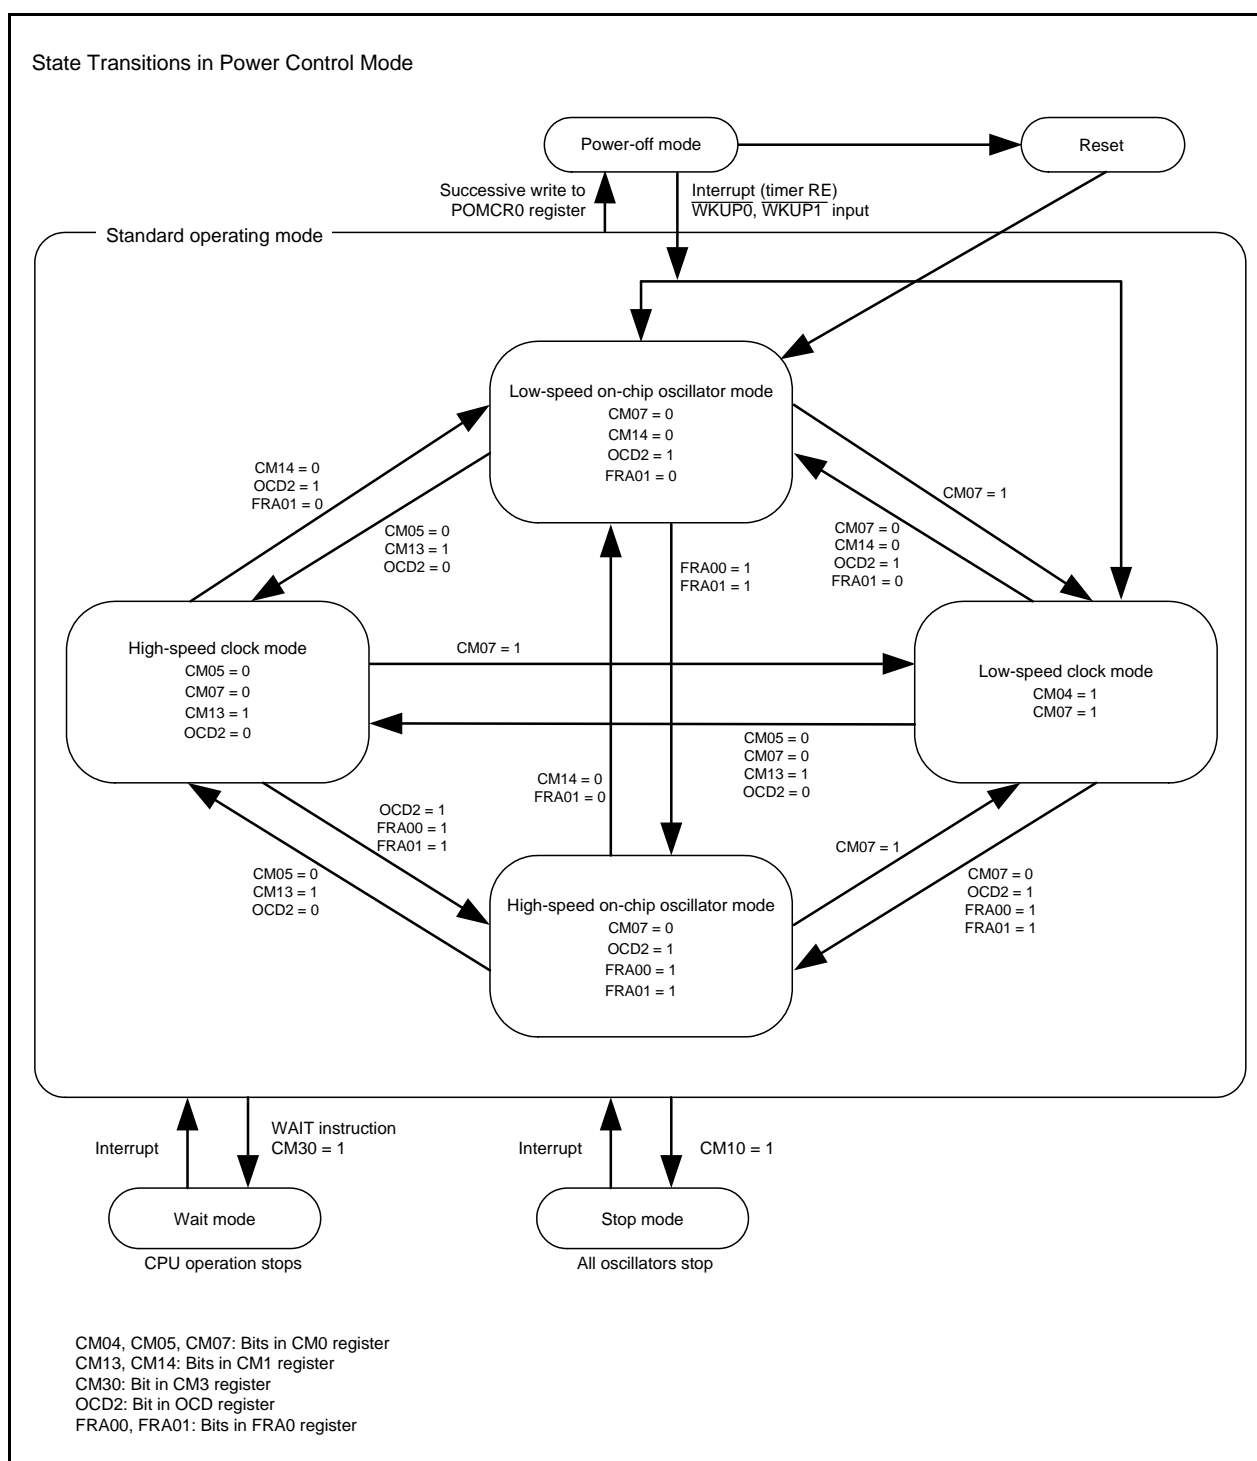 State Transitions in Power Control Mode
Power-off mode
Reset
Successive write to
POMCR0 register
Interrupt (timer RE)
WKUP0, WKUP1 input
Standard operating mode
Low-speed on-chip oscillator mode
CM07 = 0
CM14 = 0
OCD2 = 1
FRA01 = 0
CM14 = 0
OCD2 = 1
FRA01 = 0
CM05 = 0
CM13 = 1
OCD2 = 0
FRA00 = 1
FRA01 = 1
CM07 = 1
CM07 = 0
CM14 = 0
OCD2 = 1
FRA01 = 0
High-speed clock mode
CM05 = 0
CM07 = 0
CM13 = 1
OCD2 = 0
CM07 = 1
Low-speed clock mode
CM04 = 1
CM07 = 1
CM05 = 0
CM07 = 0
CM13 = 1
OCD2 = 0
CM14 = 0
FRA01 = 0
OCD2 = 1
FRA00 = 1
FRA01 = 1
CM05 = 0
CM13 = 1
OCD2 = 0
CM07 = 1
CM07 = 0
OCD2 = 1
FRA00 = 1
FRA01 = 1
High-speed on-chip oscillator mode
CM07 = 0
OCD2 = 1
FRA00 = 1
FRA01 = 1
Interrupt
WAIT instruction
CM30 = 1
Interrupt
CM10 = 1
Wait mode
Stop mode
CPU operation stops
All oscillators stop
CM04, CM05, CM07: Bits in CM0 register
CM13, CM14: Bits in CM1 register
CM30: Bit in CM3 register
OCD2: Bit in OCD register
FRA00, FRA01: Bits in FRA0 register